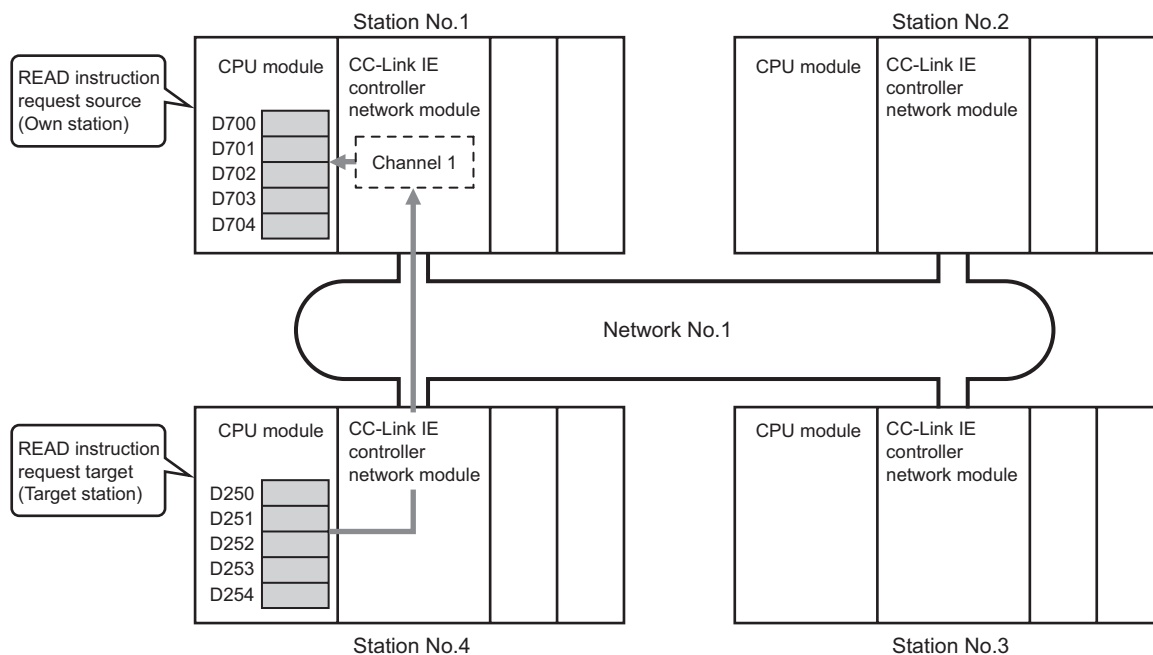 Station No.1
Station No.2
READ instruction
request source
(Own station)
CPU module
D700
D701
D702
D703
D704
CC-Link IE
controller
network module
Channel 1
CPU module
CC-Link IE
controller
network module
Network No.1
READ instruction
request target
(Target station)
CPU module
D250
D251
D252
D253
D254
CC-Link IE
controller
network module
CPU module
CC-Link IE
controller
network module
Station No.4
Station No.3